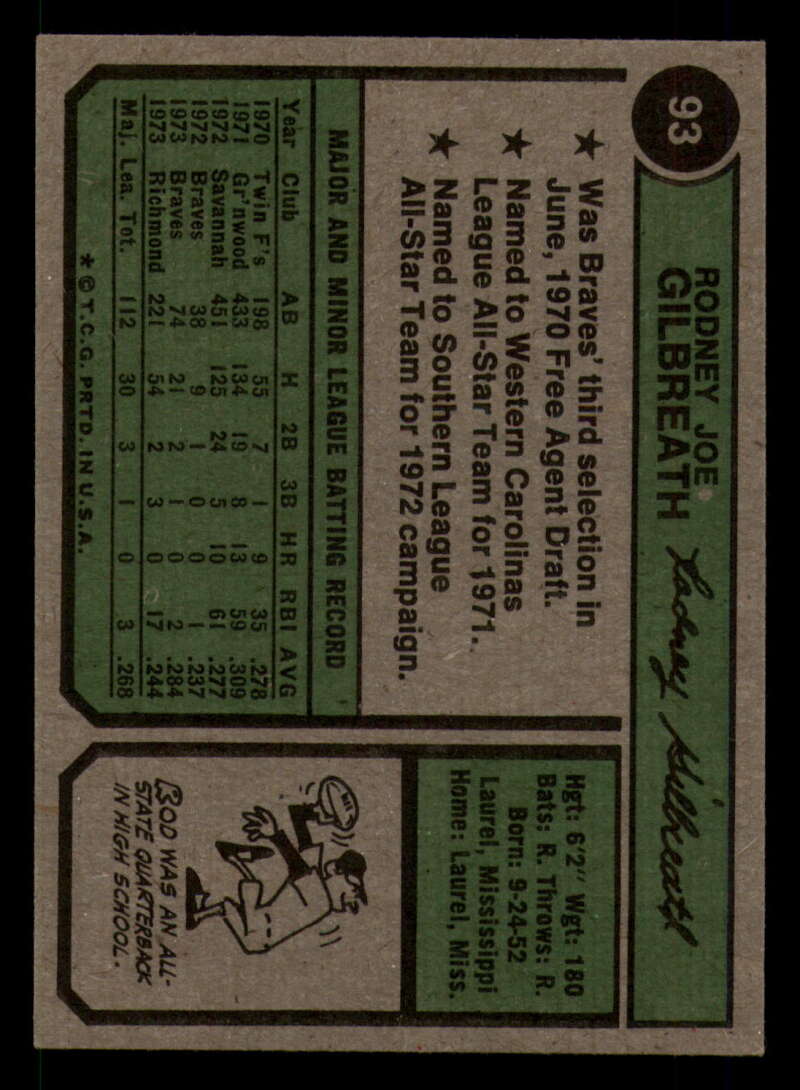 93
RODNEY JOE
GILBREATH
Rodney Gilbreath
★ Was Braves' third selection in
June, 1970 Free Agent Draft.
★ Named to Western Carolinas
League All-Star Team for 1971.
★ Named to Southern League
All-Star Team for 1972 campaign.
Hgt: 6'2" Wgt: 180
Bats: R. Throws: R.
Born: 9-24-52
Laurel, Mississippi
Home: Laurel, Miss.
MAJOR AND MINOR LEAGUE BATTING RECORD
Year Club AB H 2B 3B HR RBI AVG
1970 Twin F's 198 55 7 1 9 35 .278
1971 Gr'nwood 433 134 19 8 13 59 .309
1972 Savannah 451 125 24 5 10 61 .277
1972 Braves 38 9 1 0 0 1 .237
1973 Braves 74 21 2 1 0 2 .284
1973 Richmond 221 54 2 3 0 17 .244
Maj. Lea. Tot. 112 30 3 1 0 3 .268
* © T.C.G. PRTD. IN U.S.A.
ROD WAS AN ALL-
STATE QUARTERBACK
IN HIGH SCHOOL.